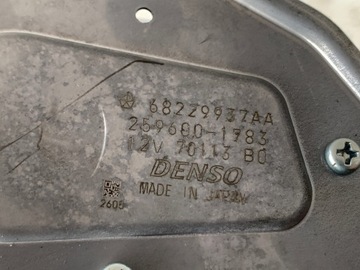 68229937AA
259600-1783
12V 70113 B0
DENSO
MADE IN JAPAN
2605